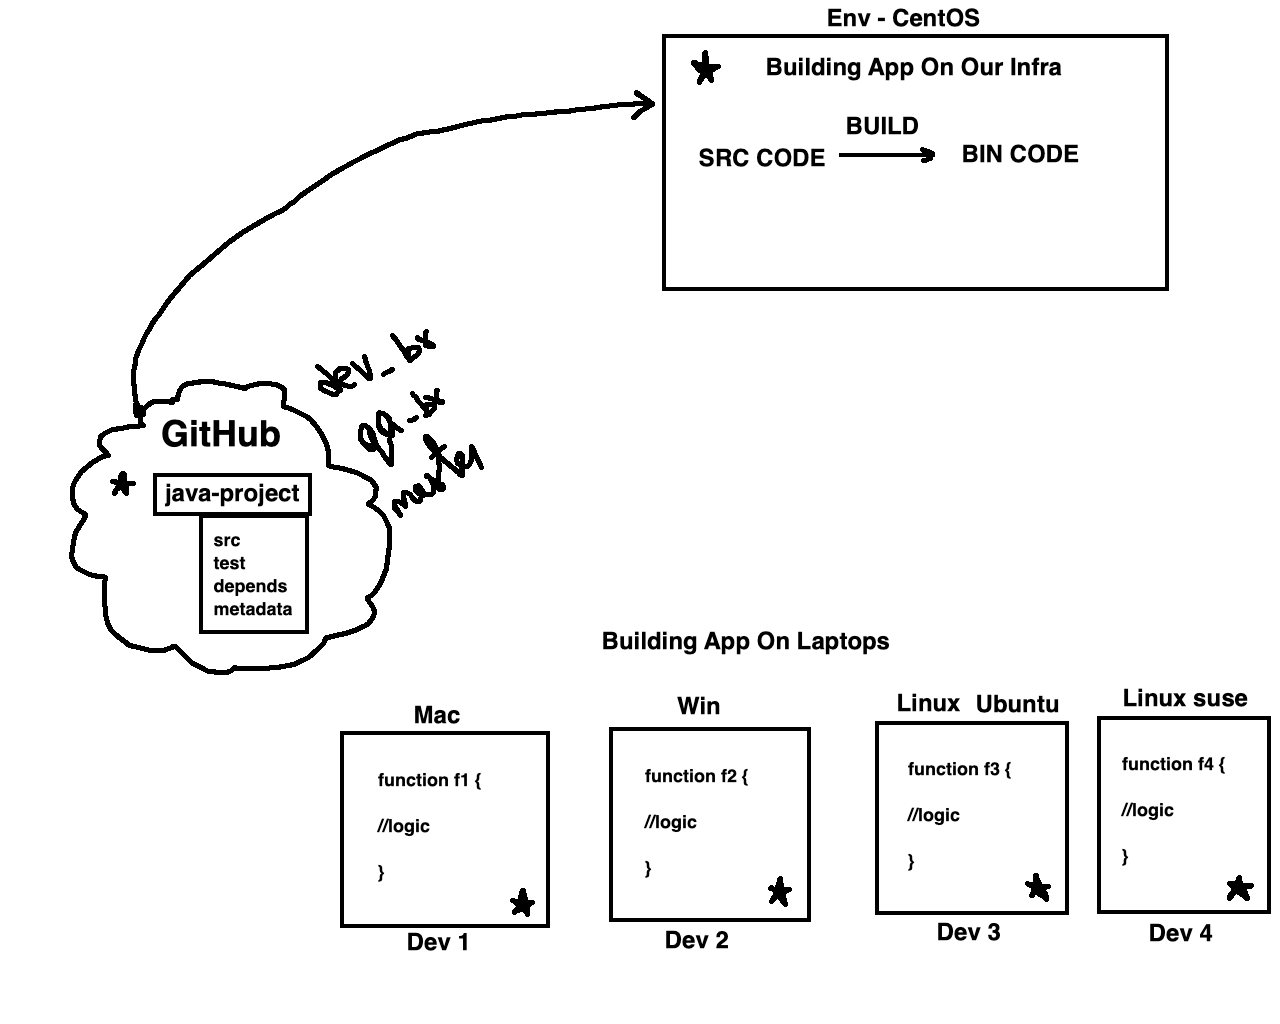 Env - CentOS
Building App On Our Infra
BUILD
SRC CODE
BIN CODE
dev_br
qa_br
master
GitHub
java-project
src
test
depends
metadata
Building App On Laptops
Mac
function f1 {
//logic
}
Dev 1
Win
function f2 {
//logic
}
Dev 2
Linux Ubuntu
function f3 {
//logic
}
Dev 3
Linux suse
function f4 {
//logic
}
Dev 4